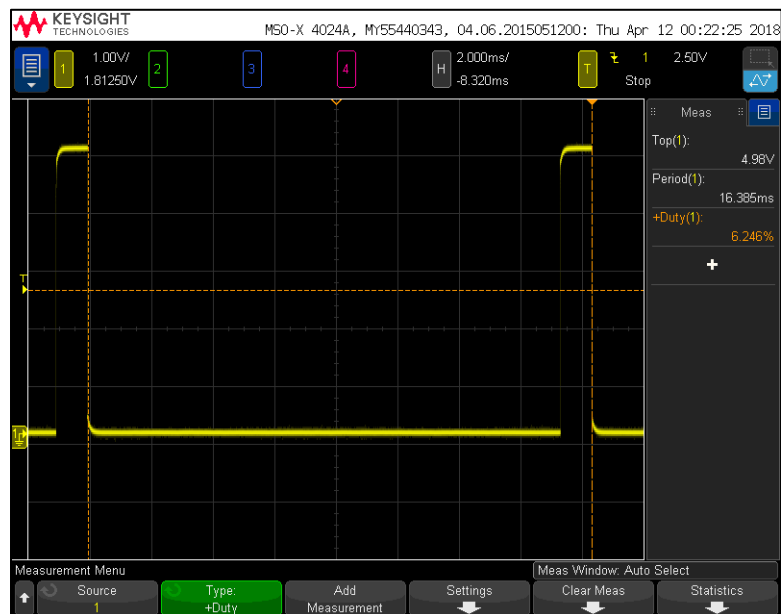 KEYSIGHT
TECHNOLOGIES
MSO-X 4024A, MY55440343, 04.06.2015051200: Thu Apr 12 00:22:25 2018
1 1.00V/ 1.81250V 2 3 4 H 2.000ms/ -8.320ms T 1 2.50V Stop
Meas
Top(1):
4.98V
Period(1):
16.385ms
+Duty(1):
6.246%
T
1
Measurement Menu
Meas Window: Auto Select
Source
1
Type:
+Duty
Add
Measurement
Settings
Clear Meas
Statistics